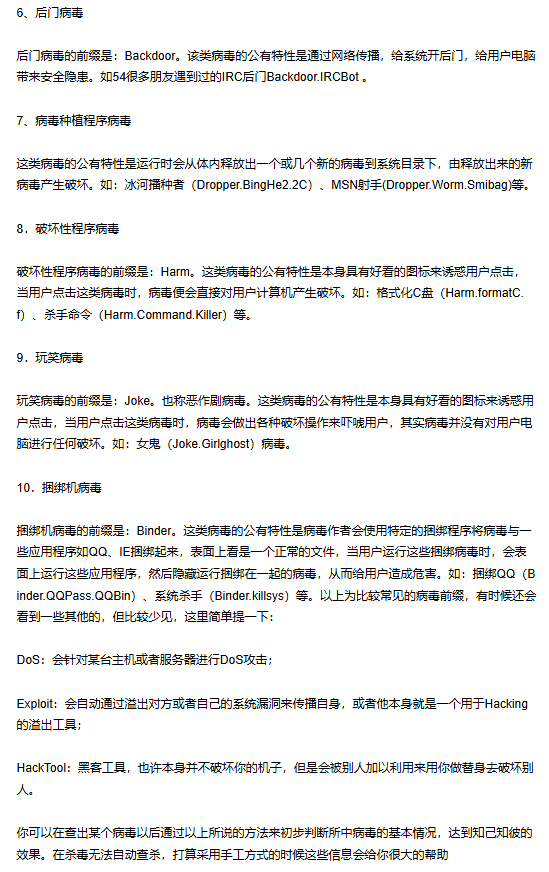 6、后门病毒
后门病毒的前缀是：Backdoor。该类病毒的公有特性是通过网络传播，给系统开后门，给用户电脑
带来安全隐患。如54很多朋友遇到过的IRC后门Backdoor.IRCBot 。
7、病毒种植程序病毒
这类病毒的公有特性是运行时会从体内释放出一个或几个新的病毒到系统目录下，由释放出来的新
病毒产生破坏。如：冰河播种者（Dropper.BingHe2.2C）、MSN射手(Dropper.Worm.Smibag)等。
8．破坏性程序病毒
破坏性程序病毒的前缀是：Harm。这类病毒的公有特性是本身具有好看的图标来诱惑用户点击，
当用户点击这类病毒时，病毒便会直接对用户计算机产生破坏。如：格式化C盘（Harm.formatC.
f）、杀手命令（Harm.Command.Killer）等。
9．玩笑病毒
玩笑病毒的前缀是：Joke。也称恶作剧病毒。这类病毒的公有特性是本身具有好看的图标来诱惑用
户点击，当用户点击这类病毒时，病毒会做出各种破坏操作来吓唬用户，其实病毒并没有对用户电
脑进行任何破坏。如：女鬼（Joke.Girlghost）病毒。
10．捆绑机病毒
捆绑机病毒的前缀是：Binder。这类病毒的公有特性是病毒作者会使用特定的捆绑程序将病毒与一
些应用程序如QQ、IE捆绑起来，表面上看是一个正常的文件，当用户运行这些捆绑病毒时，会表
面上运行这些应用程序，然后隐藏运行捆绑在一起的病毒，从而给用户造成危害。如：捆绑QQ（B
inder.QQPass.QQBin）、系统杀手（Binder.killsys）等。以上为比较常见的病毒前缀，有时候还会
看到一些其他的，但比较少见，这里简单提一下：
DoS：会针对某台主机或者服务器进行DoS攻击；
Exploit：会自动通过溢出对方或者自己的系统漏洞来传播自身，或者他本身就是一个用于Hacking
的溢出工具；
HackTool：黑客工具，也许本身并不破坏你的机子，但是会被别人加以利用来用你做替身去破坏别
人。
你可以在查出某个病毒以后通过以上所说的方法来初步判断所中病毒的基本情况，达到知己知彼的
效果。在杀毒无法自动查杀，打算采用手工方式的时候这些信息会给你很大的帮助